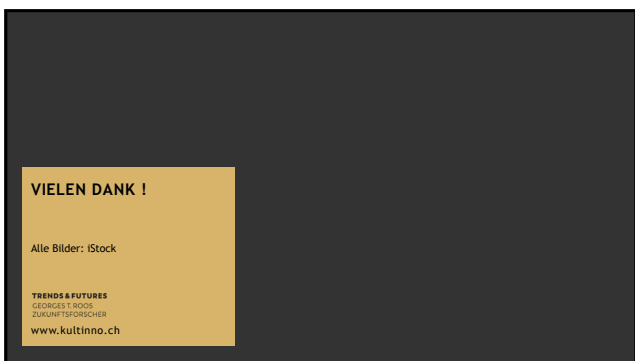 VIELEN DANK !
Alle Bilder: iStock
TRENDS & FUTURES
GEORGES T. ROOS
ZUKUNFTSFORSCHER
www.kultinno.ch